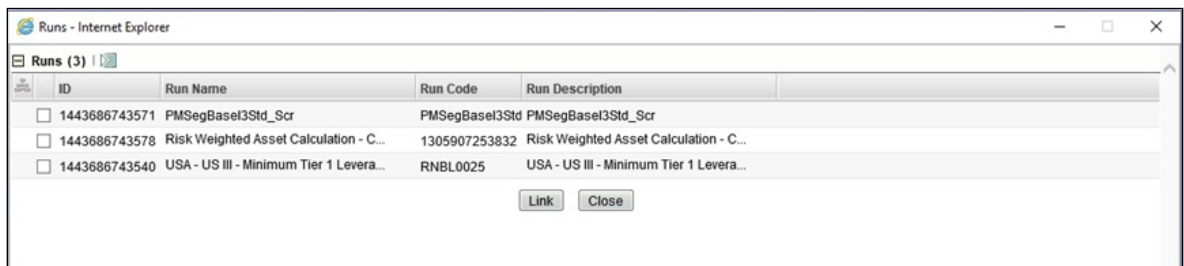 Runs - Internet Explorer
Runs (3)
ID Run Name Run Code Run Description
1443686743571 PMSegBasel3Std_Scr PMSegBasel3Std PMSegBasel3Std_Scr
1443686743578 Risk Weighted Asset Calculation - C... 1305907253832 Risk Weighted Asset Calculation - C...
1443686743540 USA - US III - Minimum Tier 1 Levera... RNBL0025 USA - US III - Minimum Tier 1 Levera...
Link Close